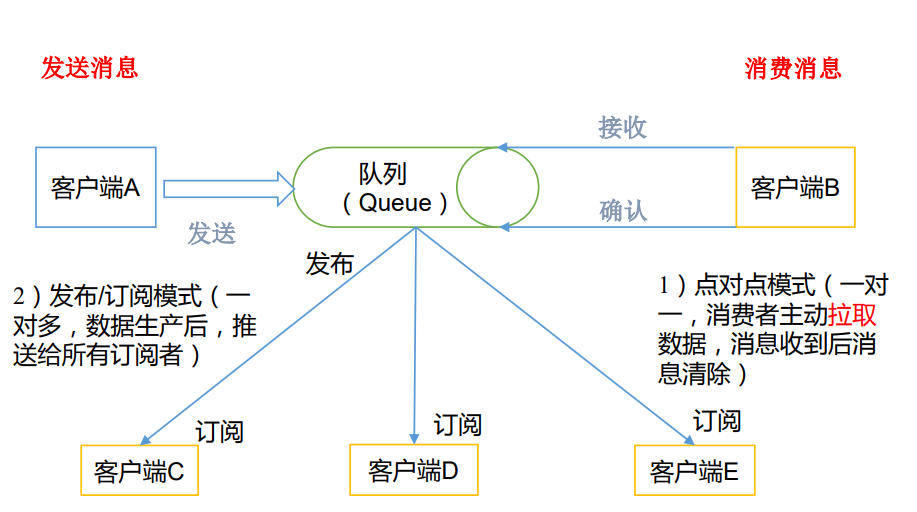 发送消息
消费消息
接收
客户端A
队列
（Queue）
客户端B
确认
发送
发布
2）发布/订阅模式（一
对多，数据生产后，推
送给所有订阅者）
1）点对点模式（一对
一，消费者主动拉取
数据，消息收到后消
息清除）
订阅
订阅
订阅
客户端C
客户端D
客户端E